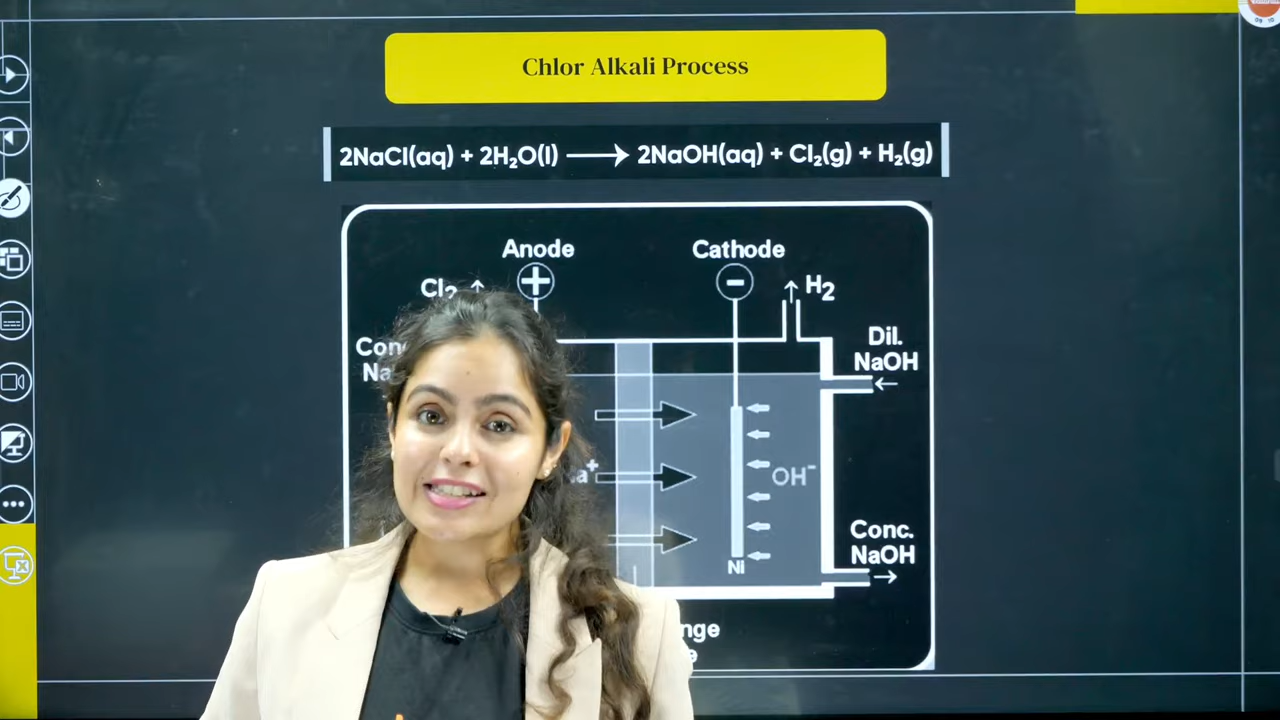 Chlor Alkali Process
2NaCl(aq) + 2H₂O(l) ⟶ 2NaOH(aq) + Cl₂(g) + H₂(g)
Anode
Cathode
+
−
Cl₂ ↑
↑ H₂
Dil.
NaOH
←
OH⁻
Conc.
NaOH
→
Ni